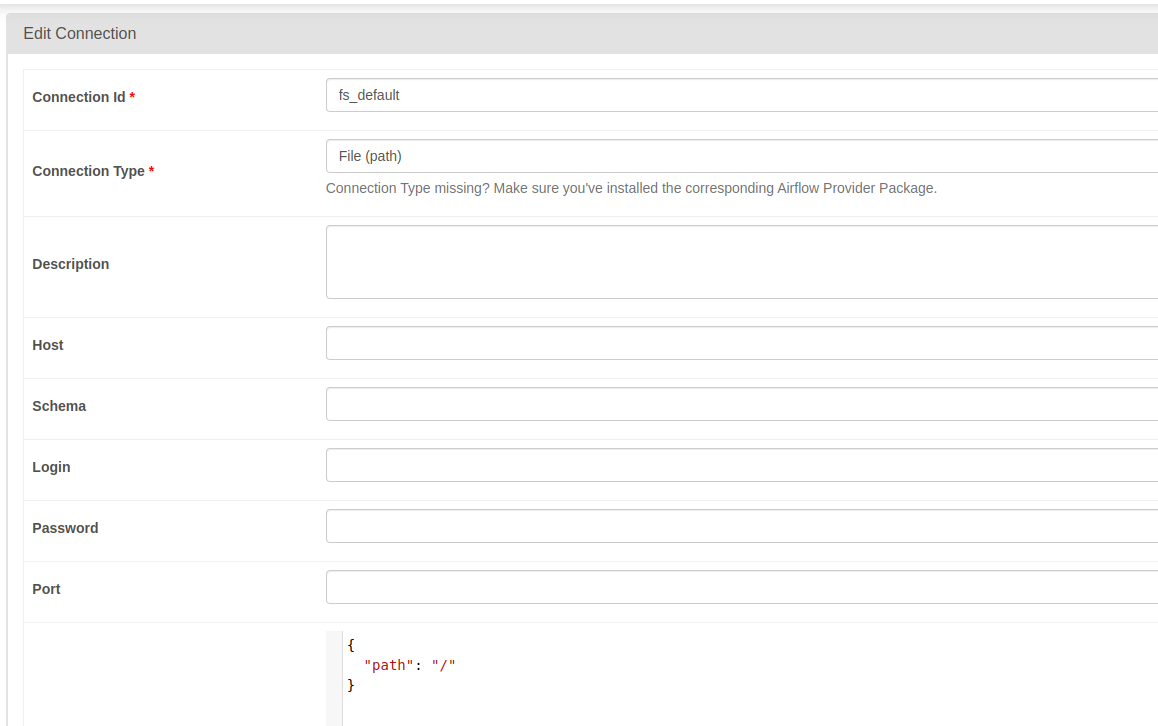 Edit Connection
Connection Id *
fs_default
Connection Type *
File (path)
Connection Type missing? Make sure you've installed the corresponding Airflow Provider Package.
Description
Host
Schema
Login
Password
Port
{
"path": "/"
}